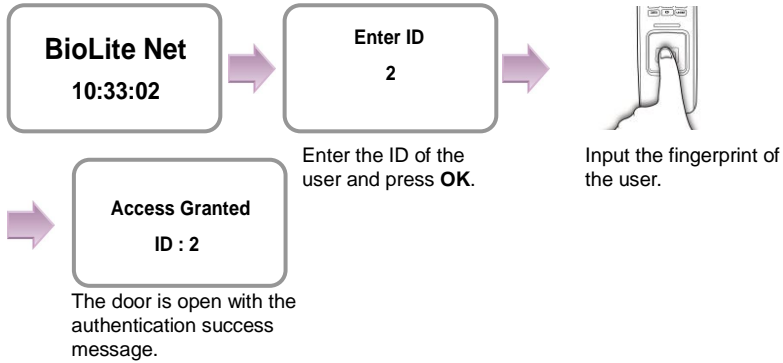 BioLite Net
10:33:02
Enter ID
2
Enter the ID of the
user and press OK.
Input the fingerprint of
the user.
Access Granted
ID : 2
The door is open with the
authentication success
message.